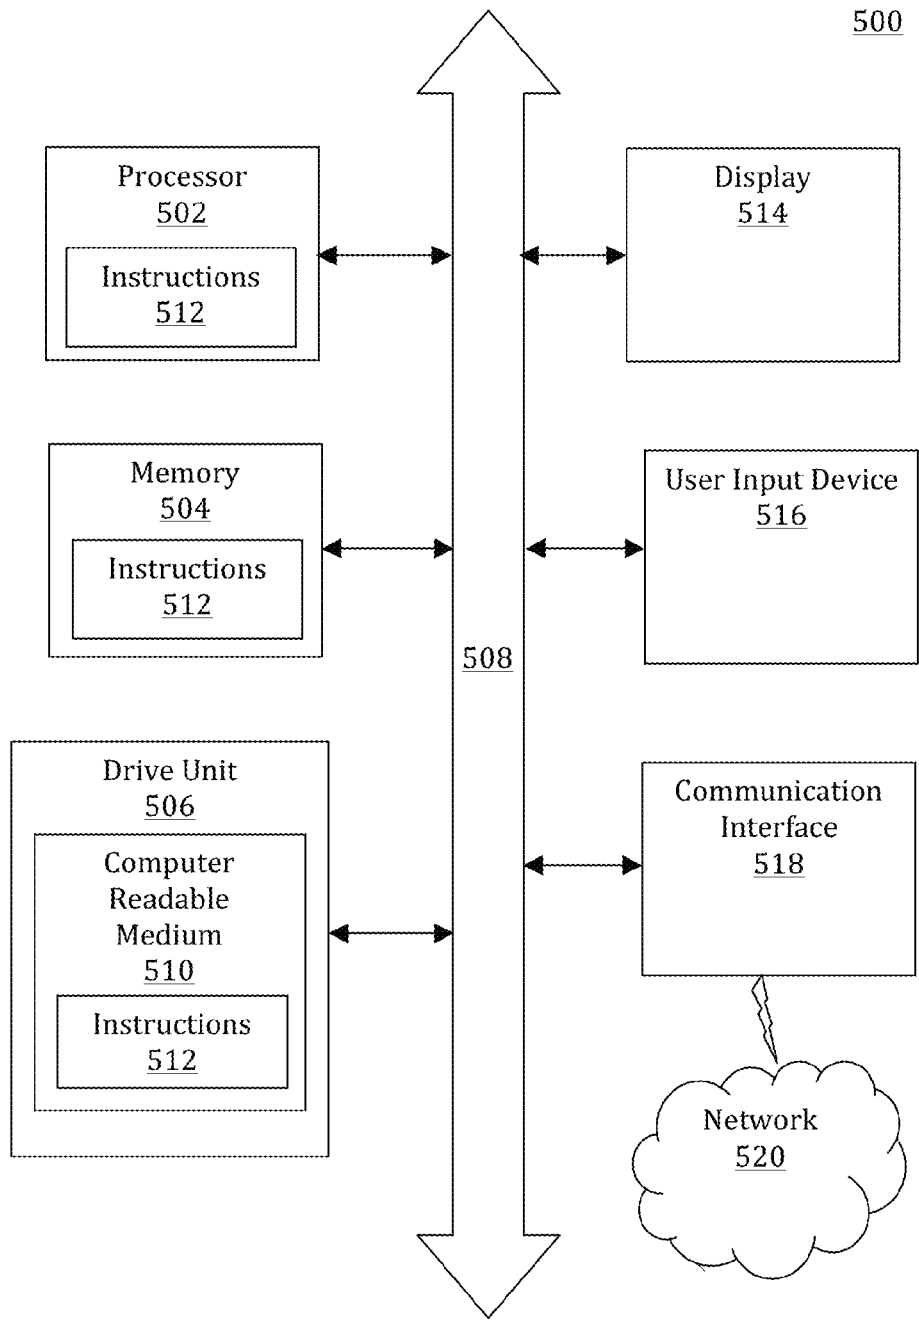 500
Processor
502
Instructions
512
Display
514
Memory
504
Instructions
512
User Input Device
516
508
Drive Unit
506
Computer
Readable
Medium
510
Instructions
512
Communication
Interface
518
Network
520